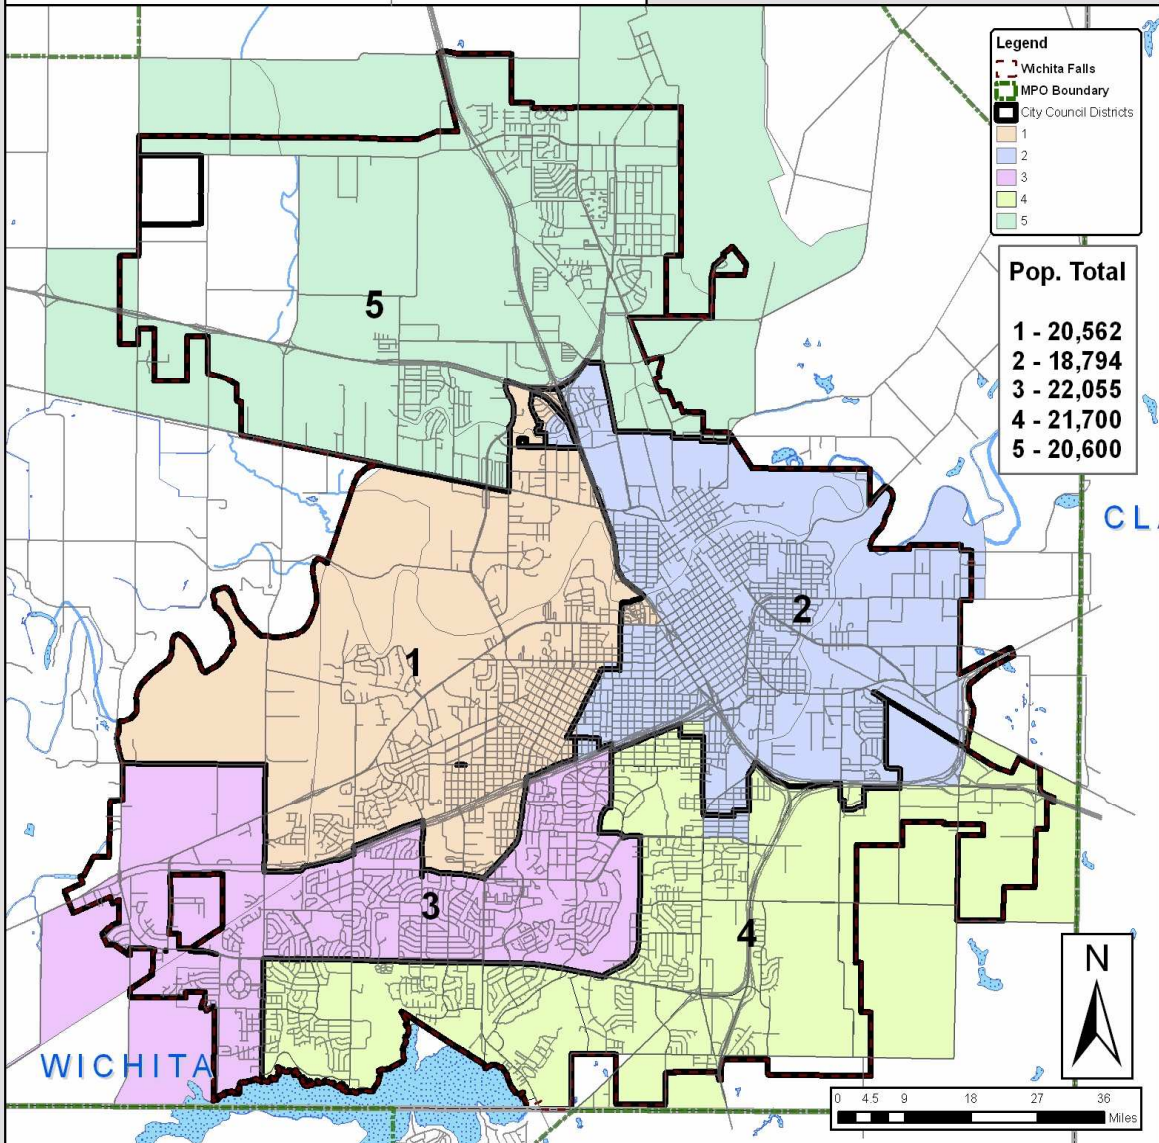 Legend
Wichita Falls
MPO Boundary
City Council Districts
1
2
3
4
5
Pop. Total
1 - 20,562
2 - 18,794
3 - 22,055
4 - 21,700
5 - 20,600
5
CLA
2
1
3
4
N
WICHITA
0 4.5 9 18 27 36
Miles